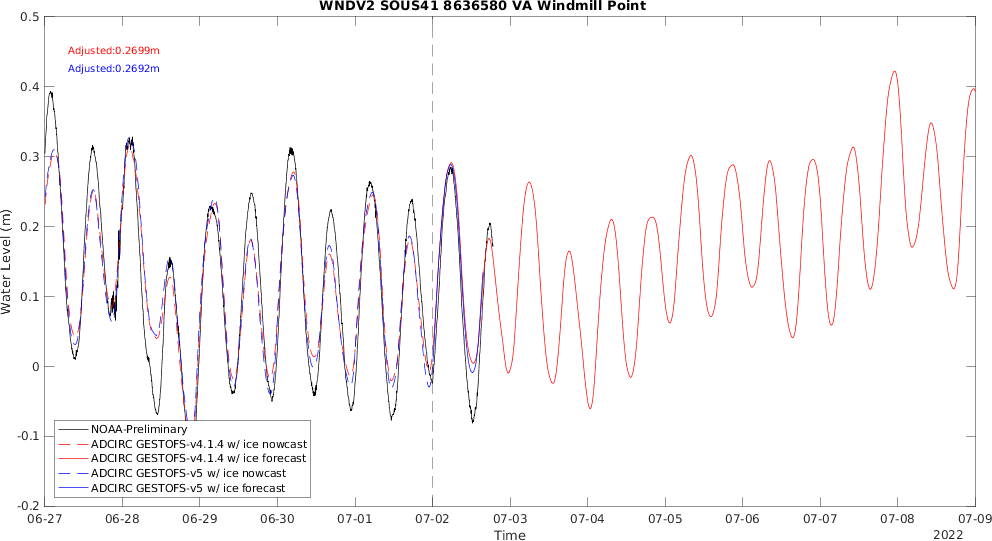 WNDV2 SOUS41 8636580 VA Windmill Point
Adjusted:0.2699m
Adjusted:0.2692m
Water Level (m)
0.5
0.4
0.3
0.2
0.1
0
-0.1
-0.2
NOAA-Preliminary
ADCIRC GESTOFS-v4.1.4 w/ ice nowcast
ADCIRC GESTOFS-v4.1.4 w/ ice forecast
ADCIRC GESTOFS-v5 w/ ice nowcast
ADCIRC GESTOFS-v5 w/ ice forecast
06-27 06-28 06-29 06-30 07-01 07-02 07-03 07-04 07-05 07-06 07-07 07-08 07-09
Time
2022